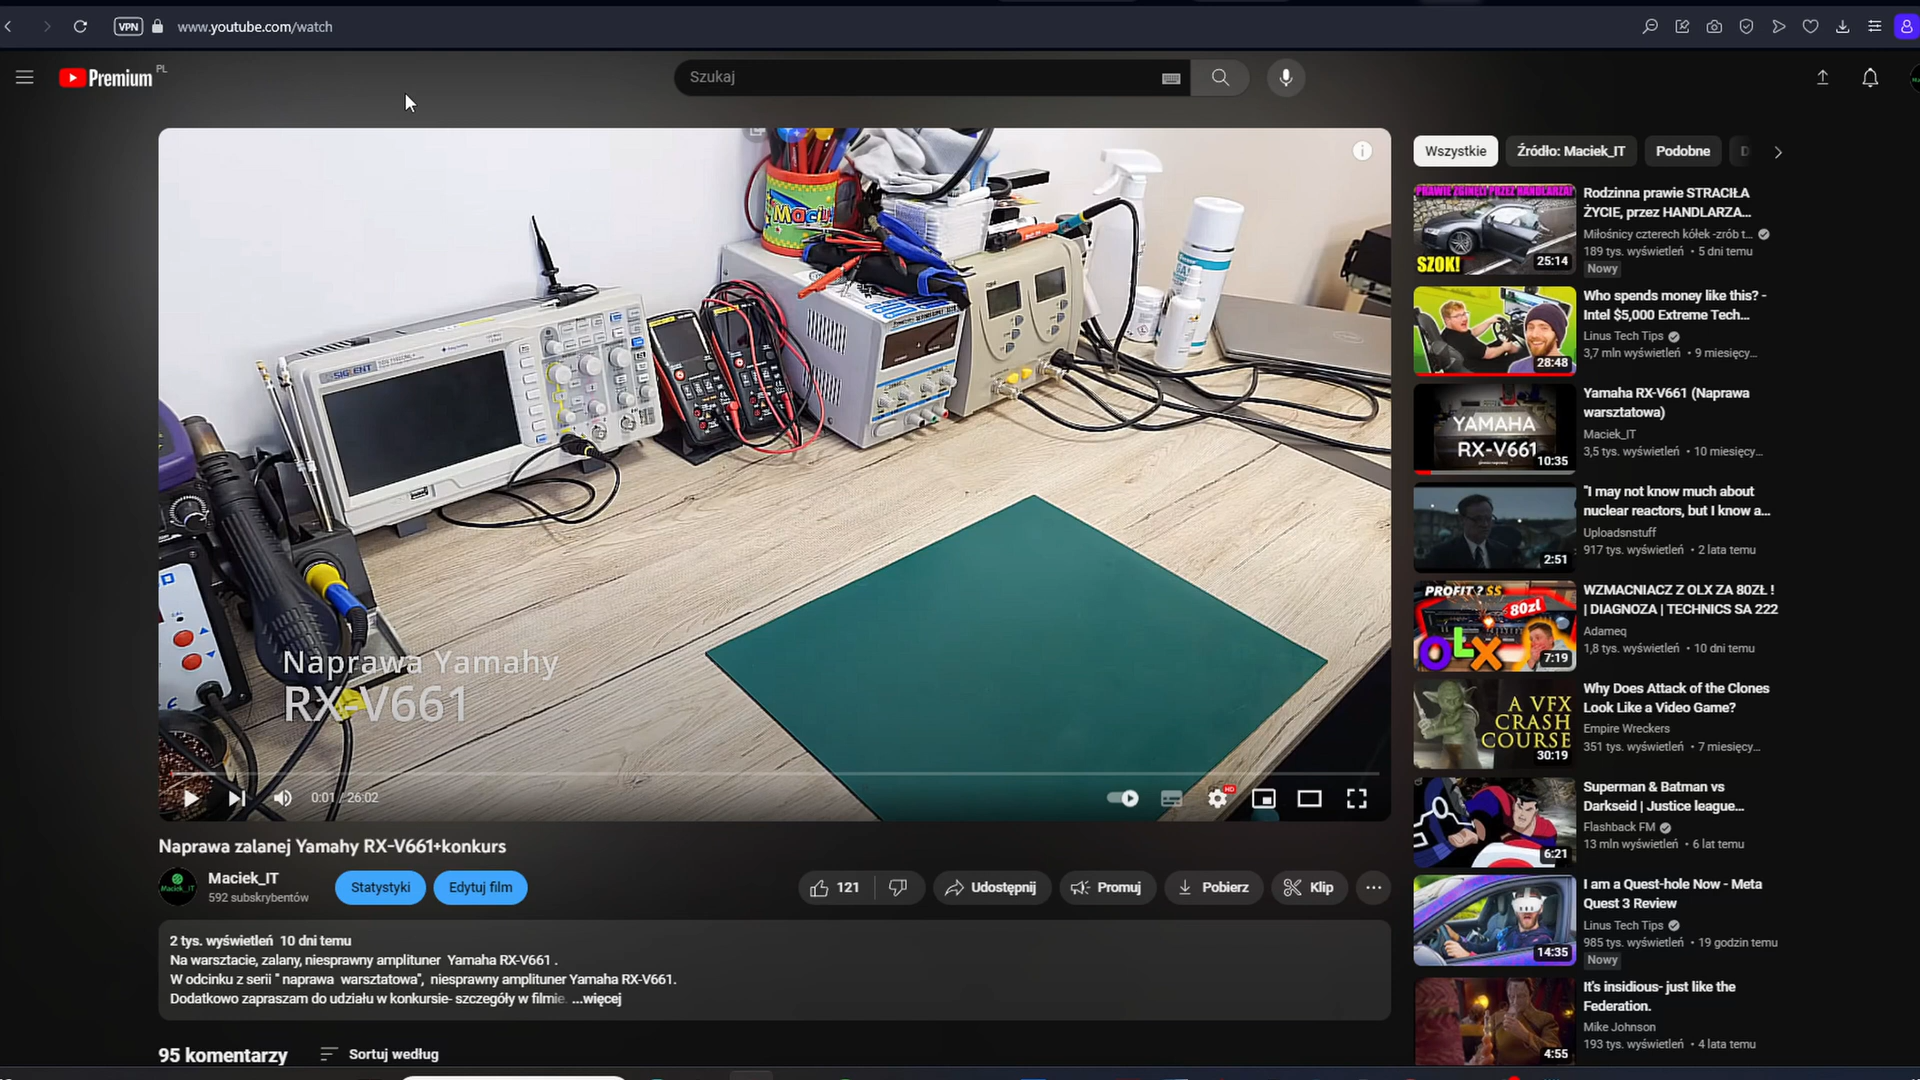 VPN
www.youtube.com/watch
Premium PL
Szukaj
SIGLENT
Naprawa Yamahy
RX-V661
0:01 / 26:02
HD
Naprawa zalanej Yamahy RX-V661+konkurs
Maciek_IT
592 subskrybentów
Statystyki
Edytuj film
121
Udostępnij
Promuj
Pobierz
Klip
2 tys. wyświetleń 10 dni temu
Na warsztacie, zalany, niesprawny amplituner Yamaha RX-V661 .
W odcinku z serii " naprawa warsztatowa", niesprawny amplituner Yamaha RX-V661.
Dodatkowo zapraszam do udziału w konkursie- szczegóły w filmie. ...więcej
95 komentarzy
Sortuj według
Wszystkie
Źródło: Maciek_IT
Podobne
SZOK!
25:14
Rodzinna prawie STRACIŁA
ŻYCIE, przez HANDLARZA...
Miłośnicy czterech kółek -zrób t...
189 tys. wyświetleń • 5 dni temu
Nowy
28:48
Who spends money like this? -
Intel $5,000 Extreme Tech...
Linus Tech Tips
3,7 mln wyświetleń • 9 miesięcy...
YAMAHA
RX-V661
10:35
Yamaha RX-V661 (Naprawa
warsztatowa)
Maciek_IT
3,5 tys. wyświetleń • 10 miesięcy...
2:51
"I may not know much about
nuclear reactors, but I know a...
Uploadsnstuff
917 tys. wyświetleń • 2 lata temu
PROFIT ? $$
80zł
OLX
7:19
WZMACNIACZ Z OLX ZA 80ZŁ !
| DIAGNOZA | TECHNICS SA 222
Adameq
1,8 tys. wyświetleń • 10 dni temu
A VFX
CRASH
COURSE
30:19
Why Does Attack of the Clones
Look Like a Video Game?
Empire Wreckers
351 tys. wyświetleń • 7 miesięcy...
6:21
Superman & Batman vs
Darkseid | Justice league...
Flashback FM
13 mln wyświetleń • 6 lat temu
14:35
I am a Quest-hole Now - Meta
Quest 3 Review
Linus Tech Tips
985 tys. wyświetleń • 19 godzin temu
Nowy
4:55
It's insidious- just like the
Federation.
Mike Johnson
193 tys. wyświetleń • 4 lata temu